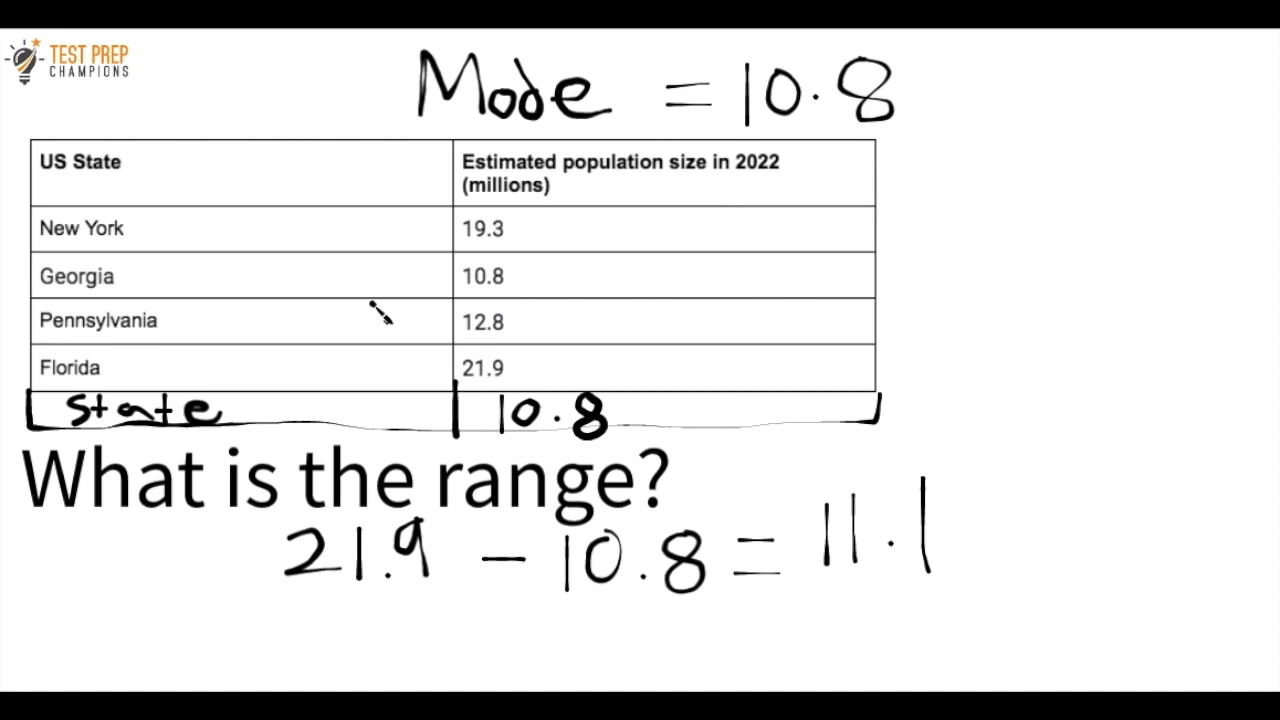 TEST PREP
CHAMPIONS
Mode = 10.8
US State Estimated population size in 2022
(millions)
New York 19.3
Georgia 10.8
Pennsylvania 12.8
Florida 21.9
state 10.8
What is the range?
21.9 - 10.8 = 11.1